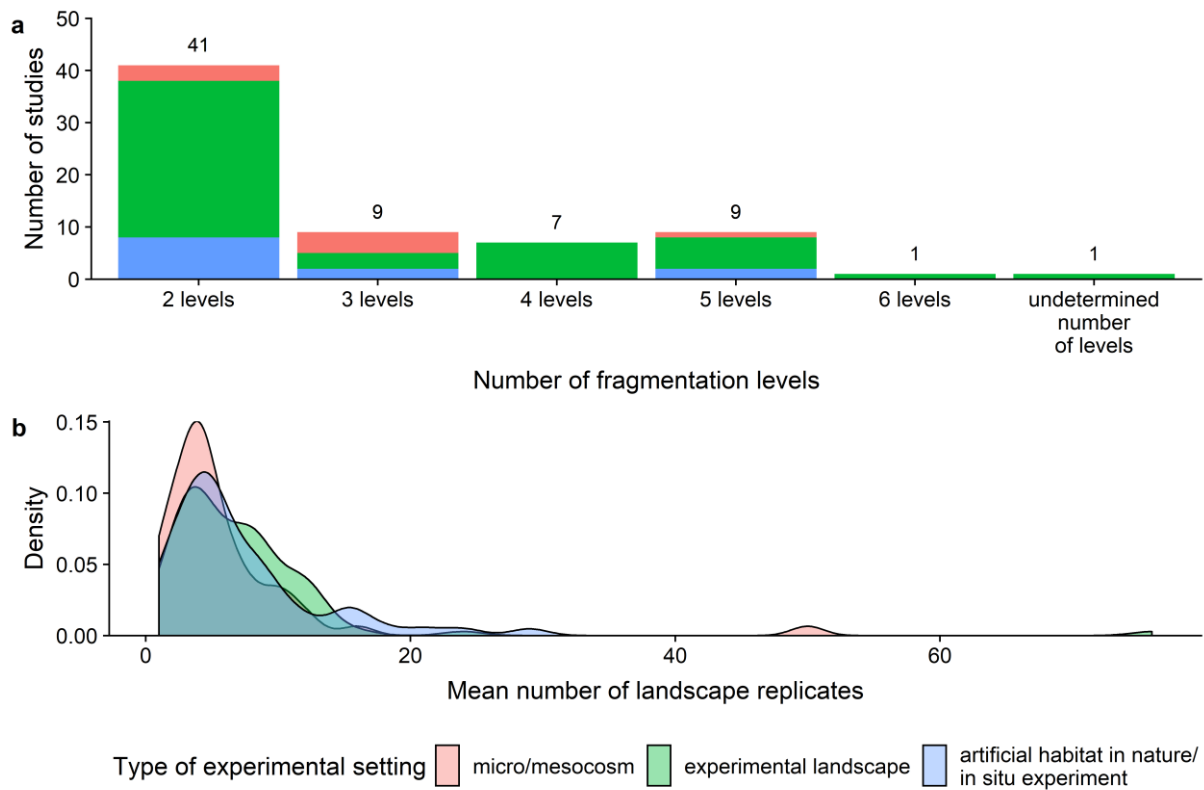 a
50
40
30
20
10
0
Number of studies
41
9
7
9
1
1
2 levels
3 levels
4 levels
5 levels
6 levels
undetermined
number
of levels
Number of fragmentation levels
b
0.15
0.10
0.05
0.00
Density
0
20
40
60
Mean number of landscape replicates
Type of experimental setting
micro/mesocosm
experimental landscape
artificial habitat in nature/
in situ experiment